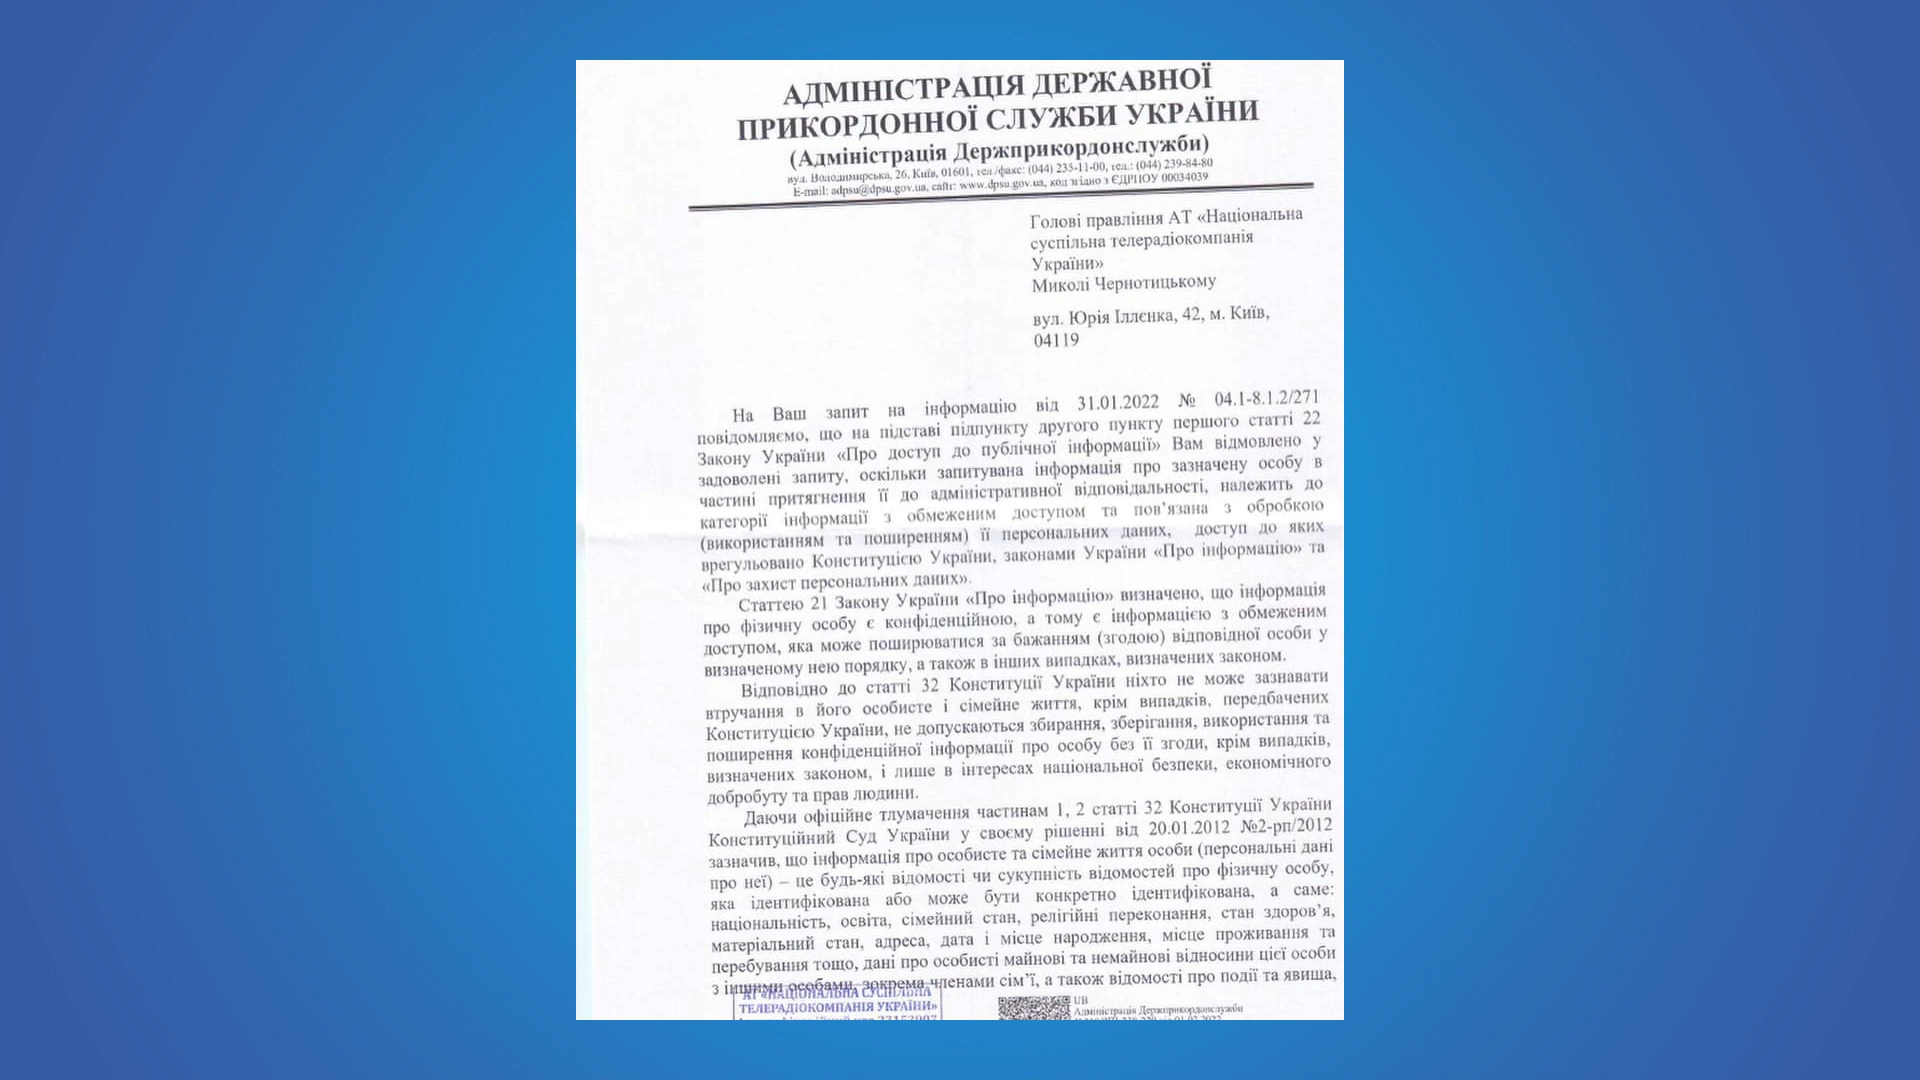 АДМІНІСТРАЦІЯ ДЕРЖАВНОЇ
ПРИКОРДОННОЇ СЛУЖБИ УКРАЇНИ
(Адміністрація Держприкордонслужби)
вул. Володимирська, 26, Київ, 01601, тел./факс: (044) 235-11-00, тел.: (044) 239-84-80
E-mail: adpsu@dpsu.gov.ua, сайт: www.dpsu.gov.ua, код згідно з ЄДРПОУ 00034039
Голові правління АТ «Національна
суспільна телерадіокомпанія
України»
Миколі Чернотицькому
вул. Юрія Іллєнка, 42, м. Київ,
04119
На Ваш запит на інформацію від 31.01.2022 № 04.1-8.1.2/271
повідомляємо, що на підставі підпункту другого пункту першого статті 22
Закону України «Про доступ до публічної інформації» Вам відмовлено у
задоволені запиту, оскільки запитувана інформація про зазначену особу в
частині притягнення її до адміністративної відповідальності, належить до
категорії інформації з обмеженим доступом та пов’язана з обробкою
(використанням та поширенням) її персональних даних, доступ до яких
врегульовано Конституцією України, законами України «Про інформацію» та
«Про захист персональних даних».
Статтею 21 Закону України «Про інформацію» визначено, що інформація
про фізичну особу є конфіденційною, а тому є інформацією з обмеженим
доступом, яка може поширюватися за бажанням (згодою) відповідної особи у
визначеному нею порядку, а також в інших випадках, визначених законом.
Відповідно до статті 32 Конституції України ніхто не може зазнавати
втручання в його особисте і сімейне життя, крім випадків, передбачених
Конституцією України, не допускаються збирання, зберігання, використання та
поширення конфіденційної інформації про особу без її згоди, крім випадків,
визначених законом, і лише в інтересах національної безпеки, економічного
добробуту та прав людини.
Даючи офіційне тлумачення частинам 1, 2 статті 32 Конституції України
Конституційний Суд України у своєму рішенні від 20.01.2012 №2-рп/2012
зазначив, що інформація про особисте та сімейне життя особи (персональні дані
про неї) – це будь-які відомості чи сукупність відомостей про фізичну особу,
яка ідентифікована або може бути конкретно ідентифікована, а саме:
національність, освіта, сімейний стан, релігійні переконання, стан здоров’я,
матеріальний стан, адреса, дата і місце народження, місце проживання та
перебування тощо, дані про особисті майнові та немайнові відносини цієї особи
з іншими особами, зокрема членами сім’ї, а також відомості про події та явища,
АТ «НАЦІОНАЛЬНА СУСПІЛЬНА
ТЕЛЕРАДІОКОМПАНІЯ УКРАЇНИ»
UB
Адміністрація Держприкордонслужби